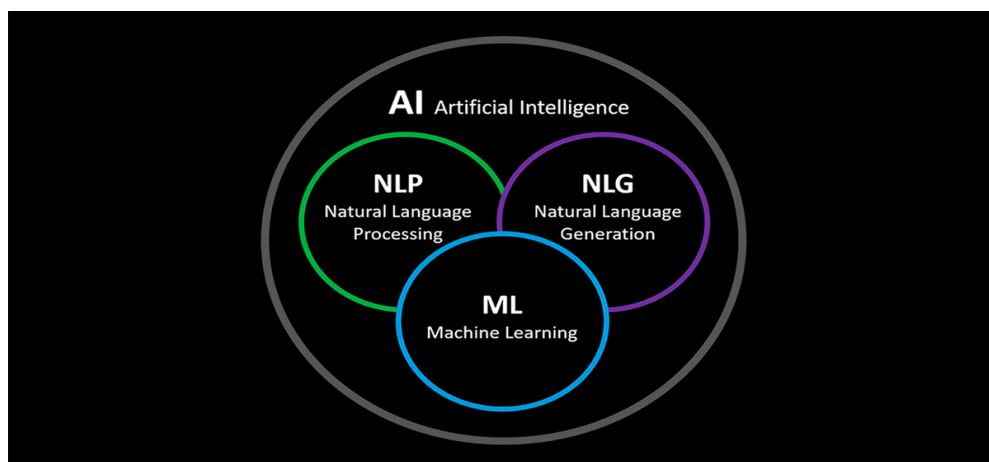 AI Artificial Intelligence
NLP
Natural Language
Processing
NLG
Natural Language
Generation
ML
Machine Learning